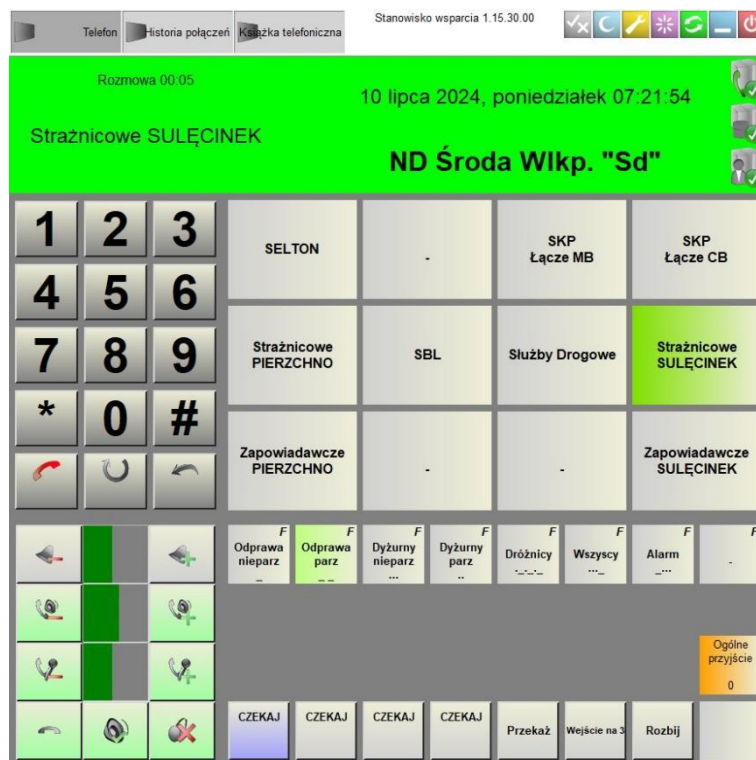 Telefon
Historia połączeń
Książka telefoniczna
Stanowisko wsparcia 1.15.30.00
Rozmowa 00:05
10 lipca 2024, poniedziałek 07:21:54
Strażnicowe SULĘCINEK
ND Środa Wlkp. "Sd"
1 2 3
4 5 6
7 8 9
* 0 #
SELTON
-
SKP
Łącze MB
SKP
Łącze CB
Strażnicowe
PIERZCHNO
SBL
Służby Drogowe
Strażnicowe
SULĘCINEK
Zapowiadawcze
PIERZCHNO
-
-
Zapowiadawcze
SULĘCINEK
F
Odprawa
nieparz
_
F
Odprawa
parz
_ _
F
Dyżurny
nieparz
...
F
Dyżurny
parz
..
F
Dróżnicy
._._._
F
Wszyscy
..._
F
Alarm
_...
F
-
Ogólne
przyjście
0
CZEKAJ
CZEKAJ
CZEKAJ
CZEKAJ
Przekaż
Wejście na 3
Rozbij